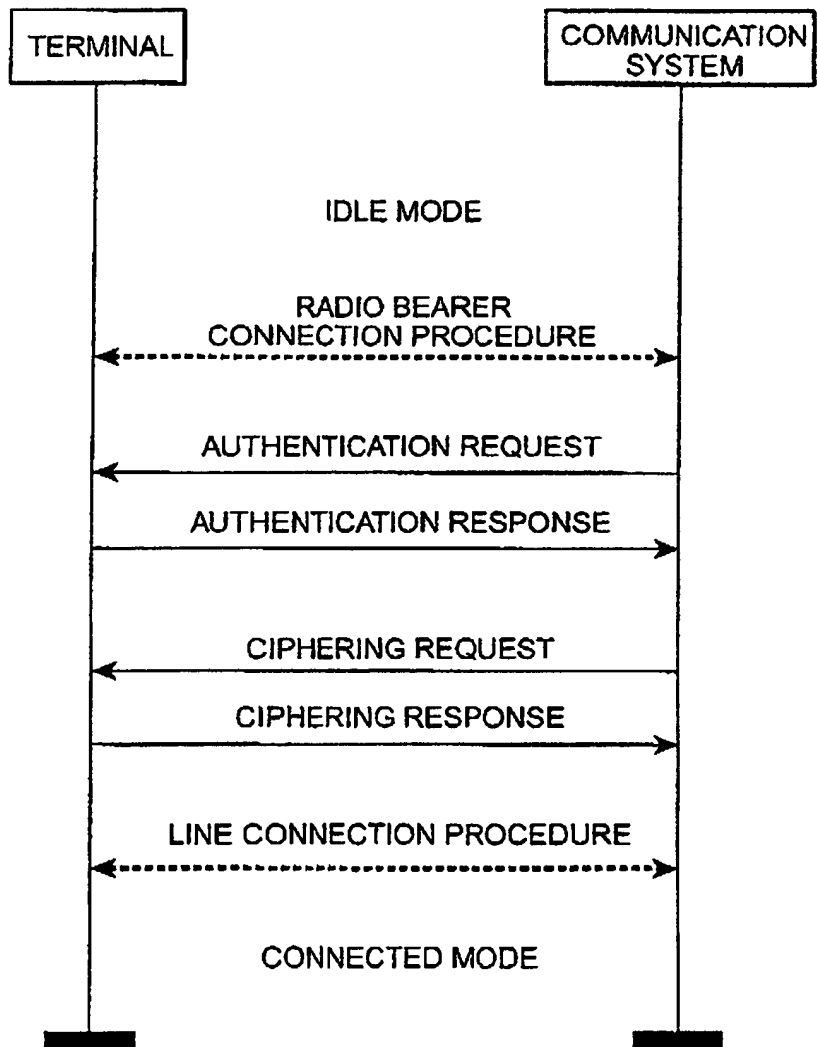 TERMINAL
COMMUNICATION
SYSTEM
IDLE MODE
RADIO BEARER
CONNECTION PROCEDURE
AUTHENTICATION REQUEST
AUTHENTICATION RESPONSE
CIPHERING REQUEST
CIPHERING RESPONSE
LINE CONNECTION PROCEDURE
CONNECTED MODE